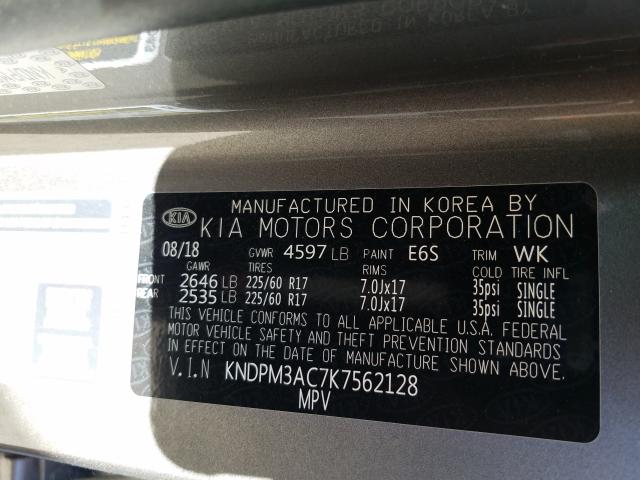 MANUFACTURED IN KOREA BY
KIA KIA MOTORS CORPORATION
08/18 GVWR 4597 LB PAINT E6S TRIM WK
GAWR TIRES RIMS COLD TIRE INFL
FRONT 2646 LB 225/60 R17 7.0Jx17 35psi SINGLE
REAR 2535 LB 225/60 R17 7.0Jx17 35psi SINGLE
THIS VEHICLE CONFORMS TO ALL APPLICABLE U.S.A. FEDERAL
MOTOR VEHICLE SAFETY AND BUMPER AND THEFT PREVENTION STANDARDS
IN EFFECT ON THE DATE OF MANUFACTURE SHOWN ABOVE.
V.I.N KNDPM3AC7K7562128
MPV